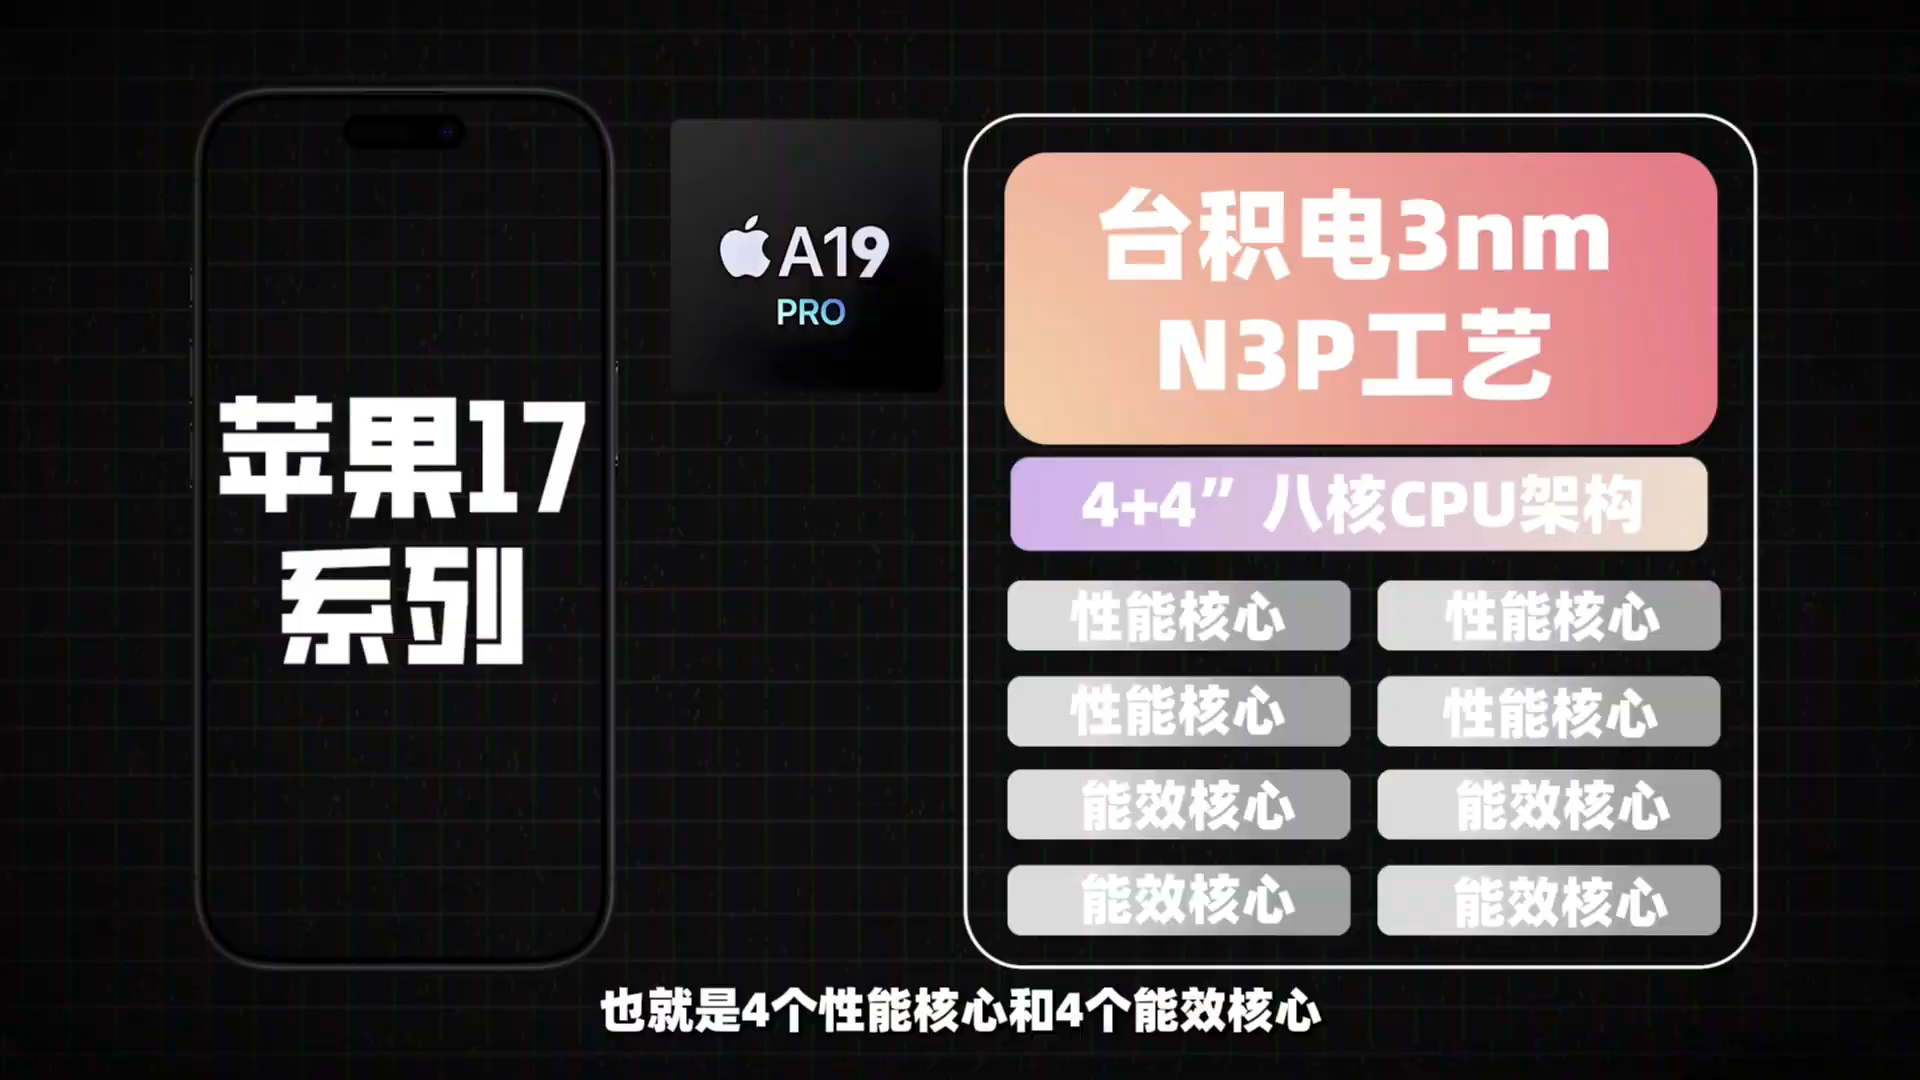 苹果17
系列
A19
PRO
台积电3nm
N3P工艺
4+4”八核CPU架构
性能核心
性能核心
性能核心
性能核心
能效核心
能效核心
能效核心
能效核心
也就是4个性能核心和4个能效核心